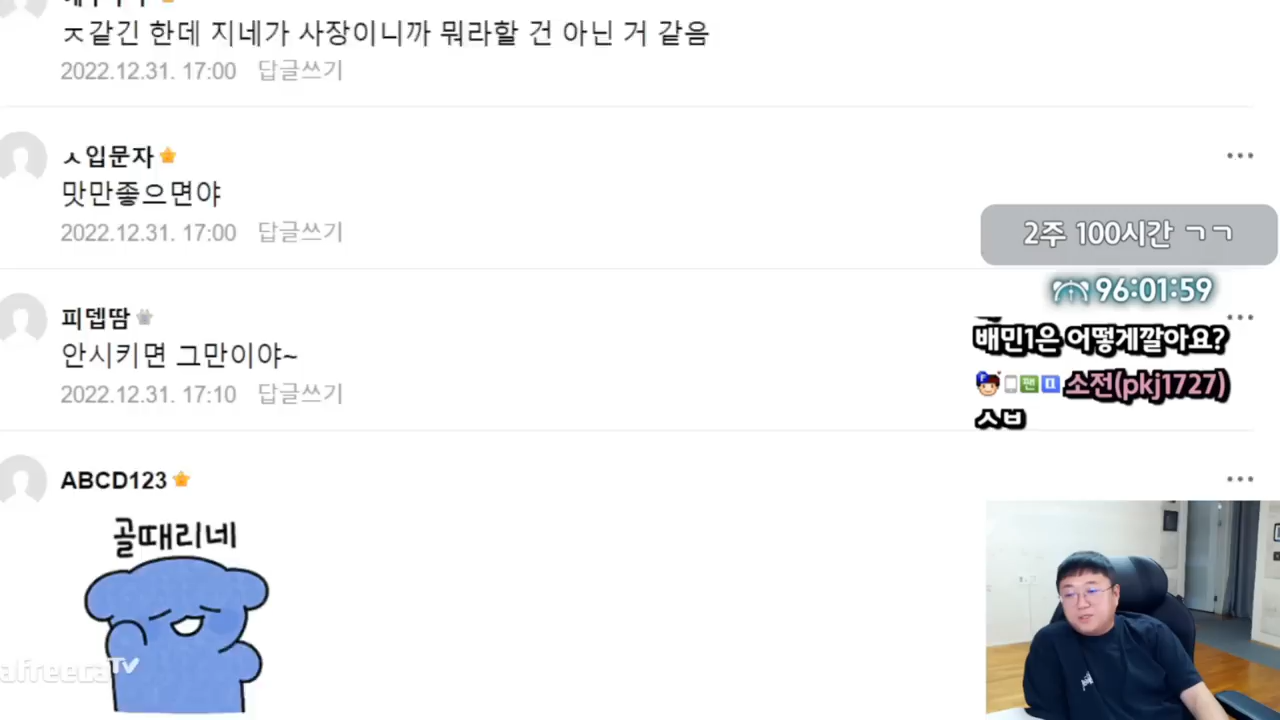 ㅈ같긴 한데 지네가 사장이니까 뭐라할 건 아닌 거 같음
2022.12.31. 17:00 답글쓰기
ㅅ입문자
맛만좋으면야
2022.12.31. 17:00 답글쓰기
2주 100시간 ㄱㄱ
96:01:59
피뎁땀
안시키면 그만이야~
2022.12.31. 17:10 답글쓰기
배민1은 어떻게깔아요?
팬 소전(pkj1727)
ㅅㅂ
ABCD123
골때리네
afreecaTV